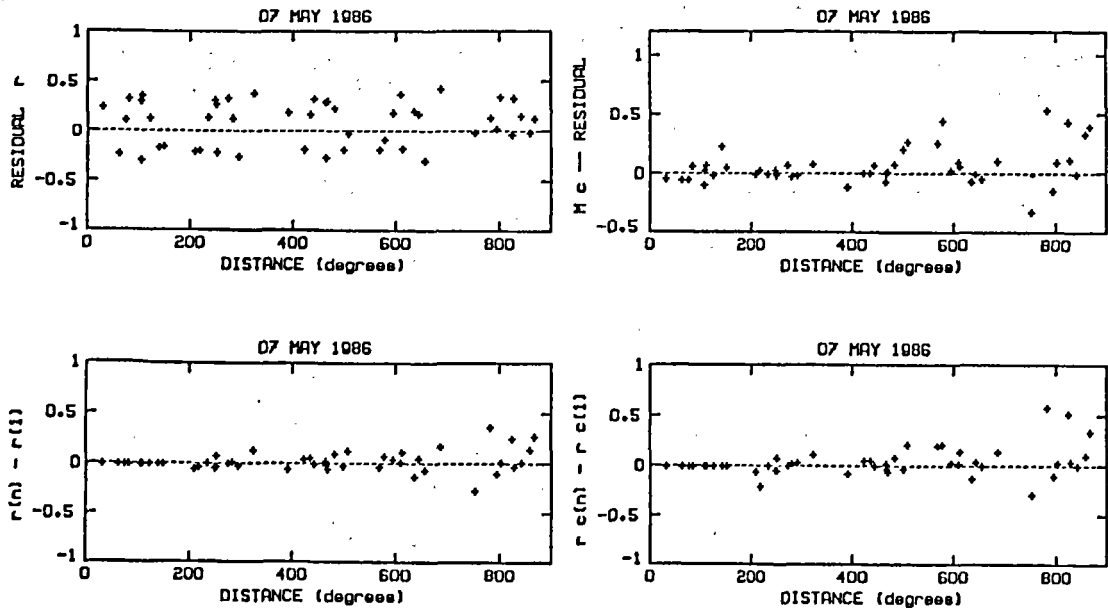 07 MAY 1986
RESIDUAL r
1
0.5
0
-0.5
-1
0 200 400 600 800
DISTANCE (degrees)
07 MAY 1986
Mc — RESIDUAL
1
0.5
0
-0.5
0 200 400 600 800
DISTANCE (degrees)
07 MAY 1986
r(n) - r(1)
1
0.5
0
-0.5
-1
0 200 400 600 800
DISTANCE (degrees)
07 MAY 1986
rc(n) - rc(1)
1
0.5
0
-0.5
-1
0 200 400 600 800
DISTANCE (degrees)